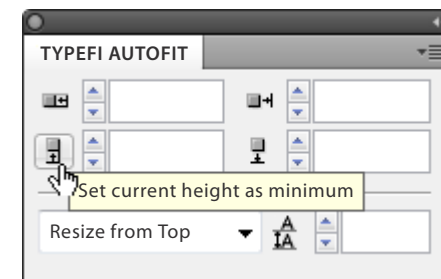 TYPEFI AUTOFIT
Set current height as minimum
Resize from Top